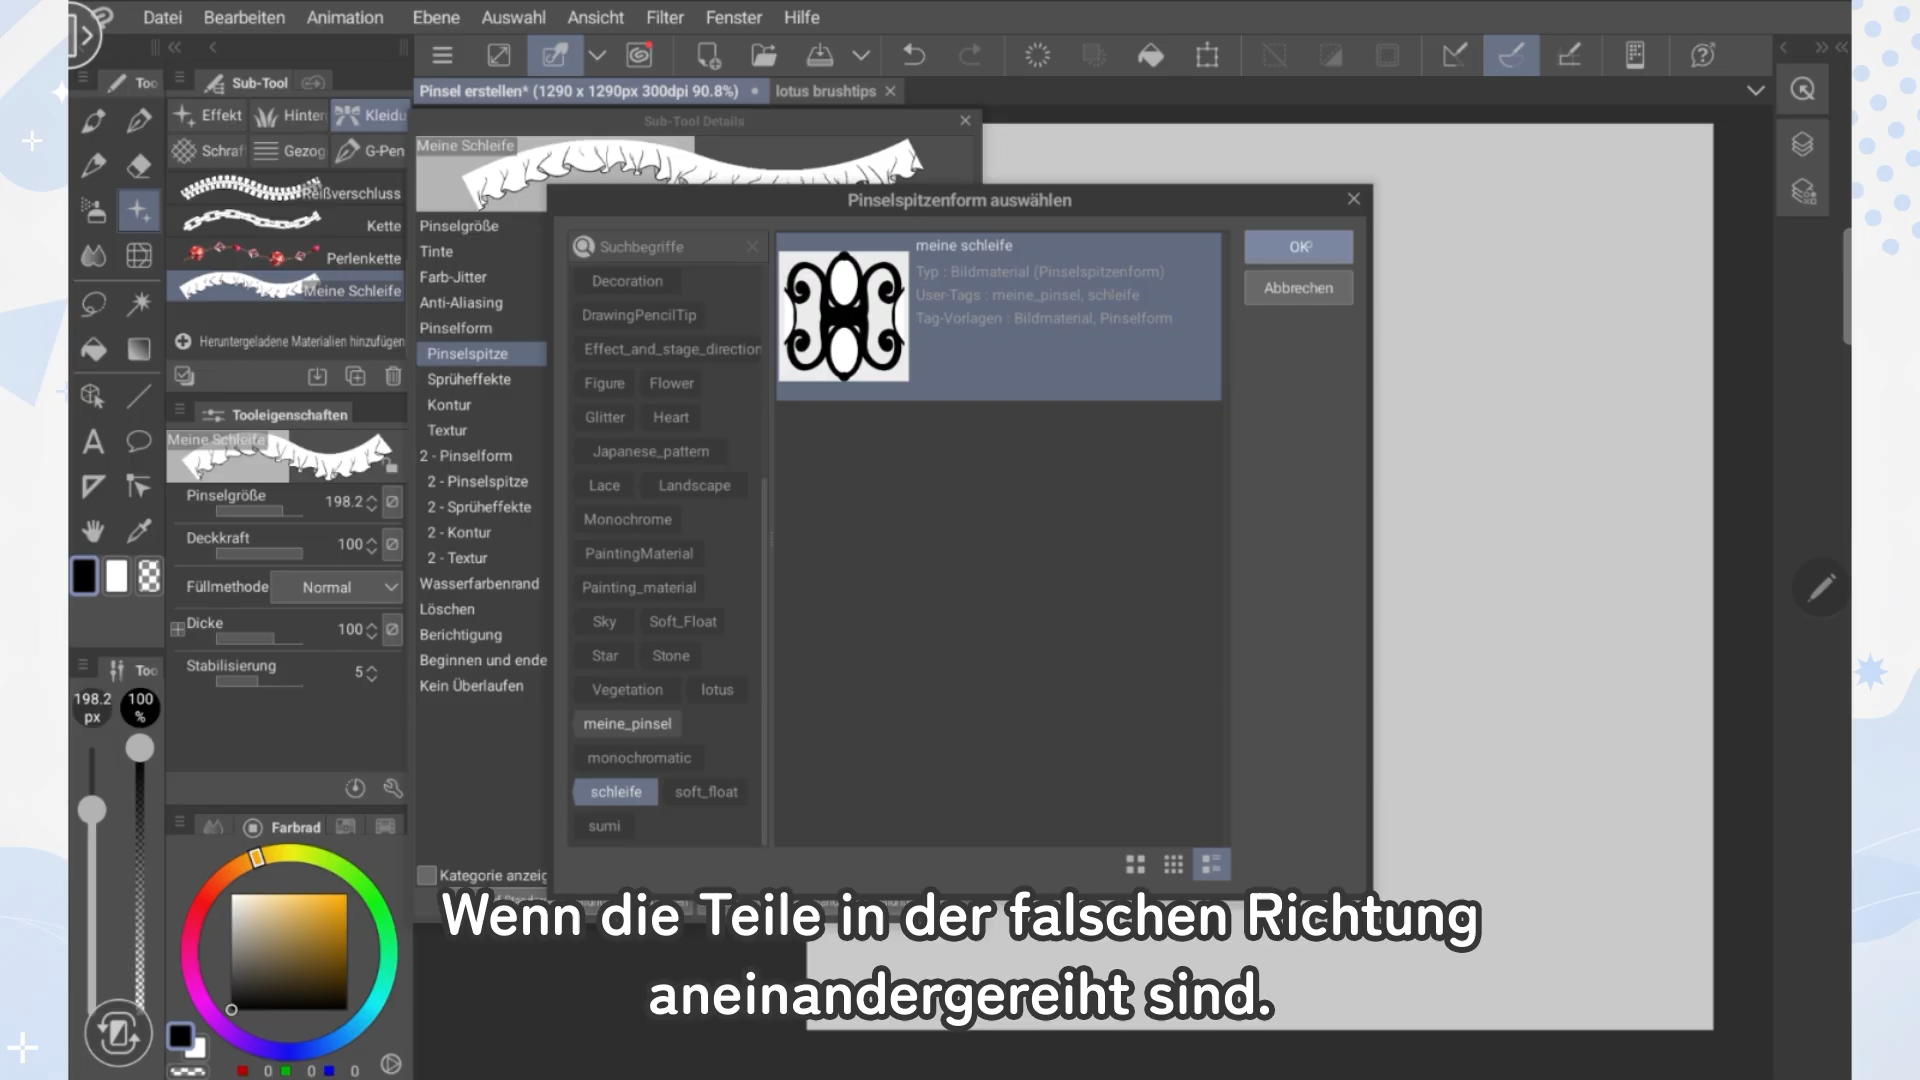 Datei Bearbeiten Animation Ebene Auswahl Ansicht Filter Fenster Hilfe
Sub-Tool
Pinsel erstellen* (1290 x 1290px 300dpi 90.8%)
lotus brushtips
Effekt Hinter Kleidu
Schraf Gezog G-Pen
Reißverschluss
Kette
Perlenkette
Meine Schleife
Heruntergeladene Materialien hinzufügen
Tooleigenschaften
Meine Schleife
Pinselgröße 198.2
Deckkraft 100
Füllmethode Normal
Dicke 100
Stabilisierung 5
Too
198.2 px
100 %
Farbrad
0 0 0
Sub-Tool Details
Meine Schleife
Pinselgröße
Tinte
Farb-Jitter
Anti-Aliasing
Pinselform
Pinselspitze
Sprüheffekte
Kontur
Textur
2 - Pinselform
2 - Pinselspitze
2 - Sprüheffekte
2 - Kontur
2 - Textur
Wasserfarbenrand
Löschen
Berichtigung
Beginnen und ende
Kein Überlaufen
Kategorie anzeig
Pinselspitzenform auswählen
Suchbegriffe
Decoration
DrawingPencilTip
Effect_and_stage_direction
Figure Flower
Glitter Heart
Japanese_pattern
Lace Landscape
Monochrome
PaintingMaterial
Painting_material
Sky Soft_Float
Star Stone
Vegetation lotus
meine_pinsel
monochromatic
schleife soft_float
sumi
meine schleife
Typ : Bildmaterial (Pinselspitzenform)
User-Tags : meine_pinsel, schleife
Tag-Vorlagen : Bildmaterial, Pinselform
OK
Abbrechen
Wenn die Teile in der falschen Richtung
aneinandergereiht sind.